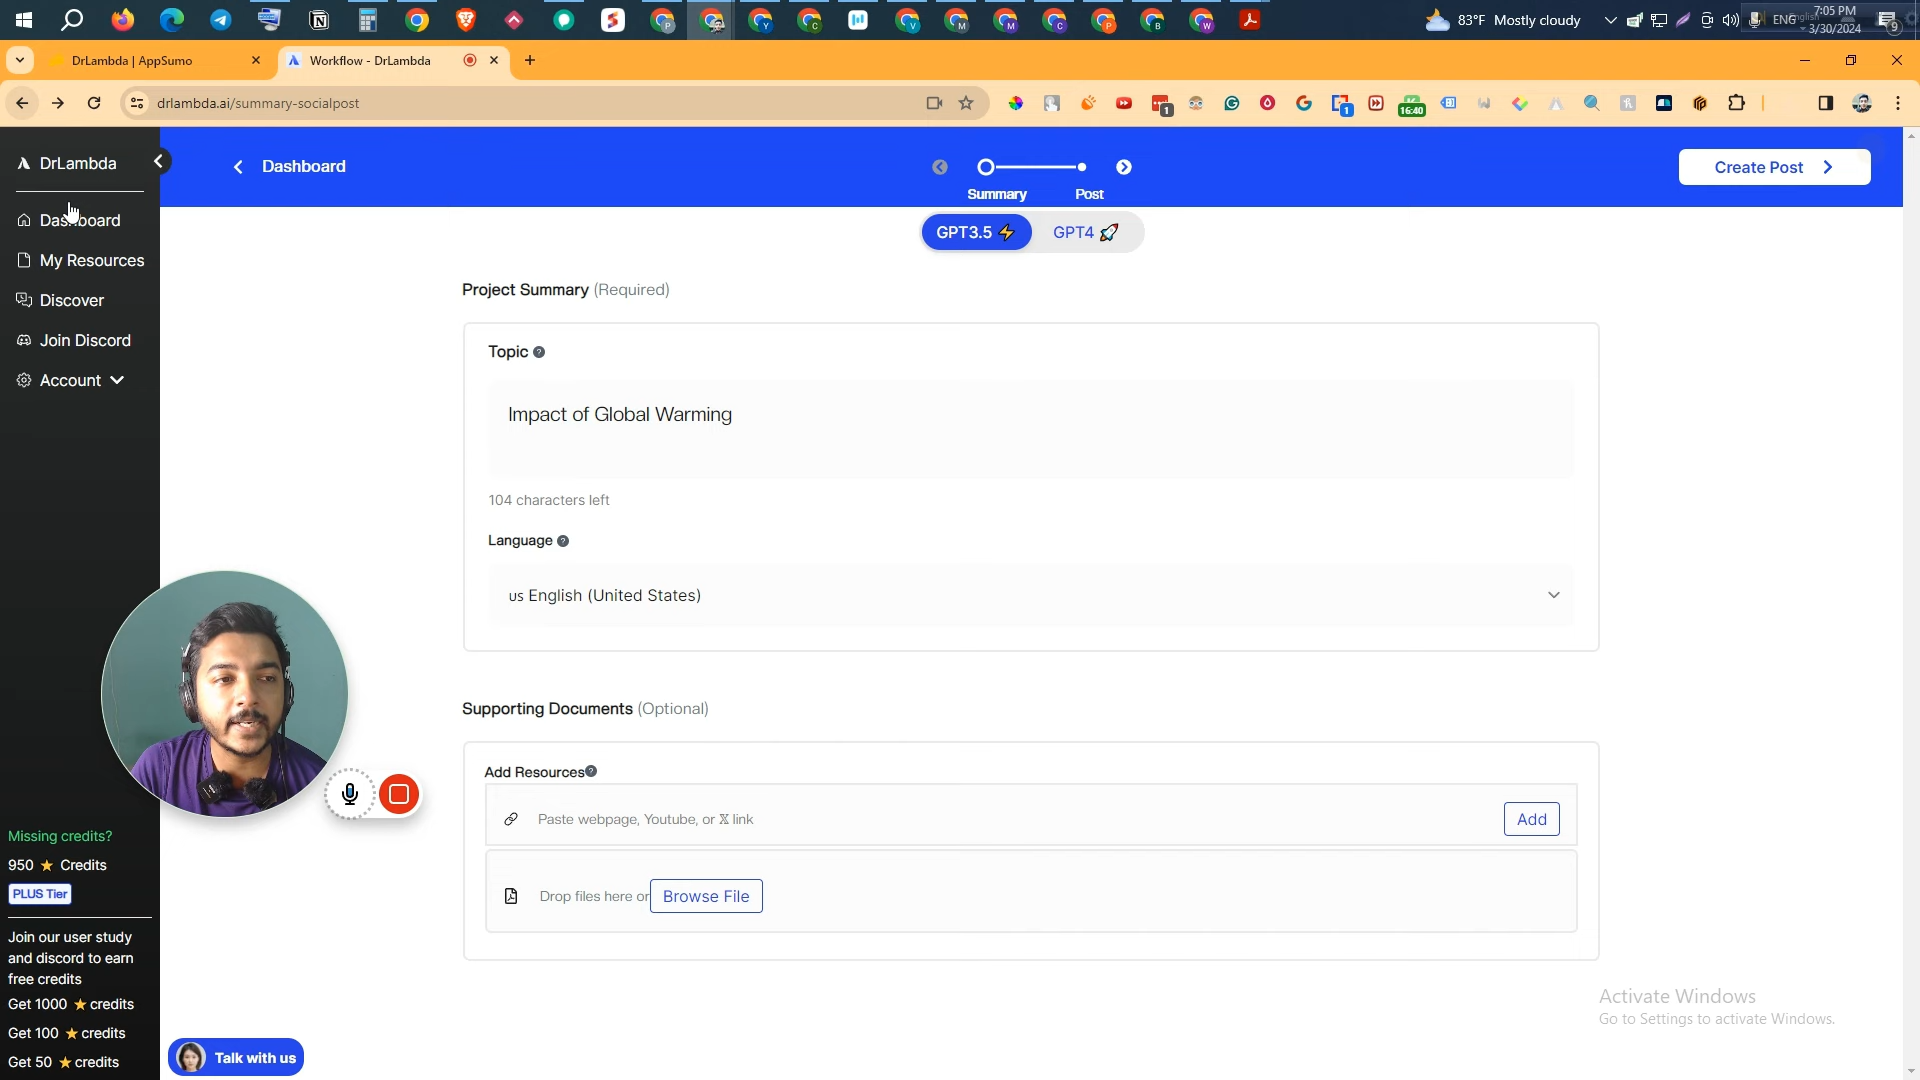 83°F Mostly cloudy
ENG
7:05 PM
3/30/2024
9
DrLambda | AppSumo
Workflow - DrLambda
drlambda.ai/summary-socialpost
1
1
16:40
DrLambda
Dashboard
Summary
Post
Create Post
Dashboard
My Resources
Discover
Join Discord
Account
GPT3.5
GPT4
Project Summary (Required)
Topic
Impact of Global Warming
104 characters left
Language
us English (United States)
Supporting Documents (Optional)
Add Resources
Paste webpage, Youtube, or X link
Add
Drop files here or
Browse File
Missing credits?
950 Credits
PLUS Tier
Join our user study
and discord to earn
free credits
Get 1000 credits
Get 100 credits
Get 50 credits
Talk with us
Activate Windows
Go to Settings to activate Windows.